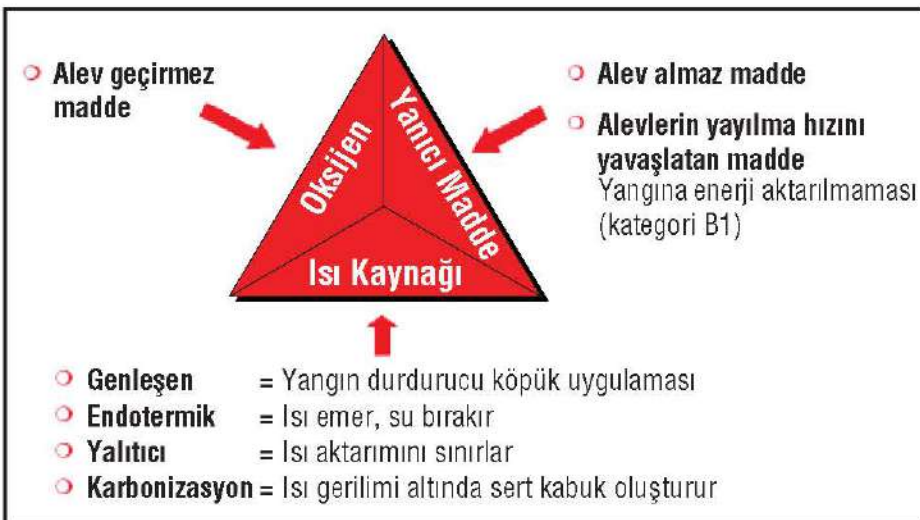 Alev geçirmez
madde
Oksijen
Yanıcı Madde
Isı Kaynağı
Alev almaz madde
Alevlerin yayılma hızını
yavaşlatan madde
Yangına enerji aktarılmaması
(kategori B1)
Genleşen = Yangın durdurucu köpük uygulaması
Endotermik = Isı emer, su bırakır
Yalıtıcı = Isı aktarımını sınırlar
Karbonizasyon = Isı gerilimi altında sert kabuk oluşturur